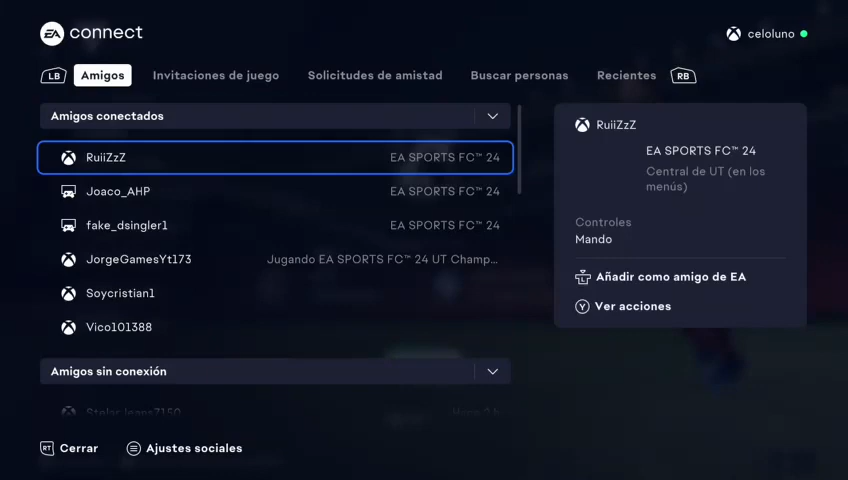 EA connect
celoluno
LB Amigos Invitaciones de juego Solicitudes de amistad Buscar personas Recientes RB
Amigos conectados
RuiiZzZ EA SPORTS FC™ 24
Joaco_AHP EA SPORTS FC™ 24
fake_dsingler1 EA SPORTS FC™ 24
JorgeGamesYt173 Jugando EA SPORTS FC™ 24 UT Champ...
Soycristian1
Vico101388
Amigos sin conexión
RuiiZzZ
EA SPORTS FC™ 24
Central de UT (en los
menús)
Controles
Mando
L Añadir como amigo de EA
Y Ver acciones
RT Cerrar Ajustes sociales